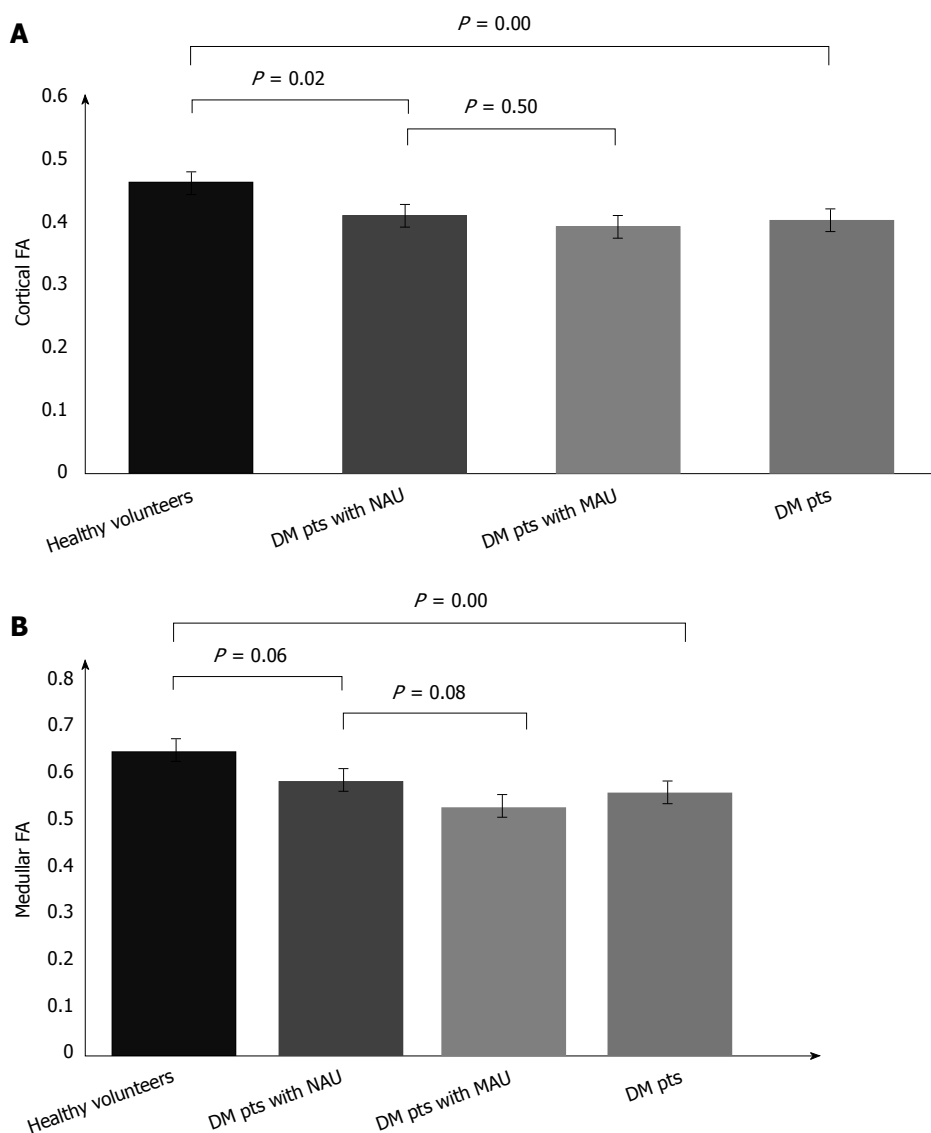 A
P = 0.00
P = 0.02
P = 0.50
0.6
0.5
0.4
0.3
0.2
0.1
0
Cortical FA
Healthy volunteers
DM pts with NAU
DM pts with MAU
DM pts
B
P = 0.00
P = 0.06
P = 0.08
0.8
0.7
0.6
0.5
0.4
0.3
0.2
0.1
0
Medullar FA
Healthy volunteers
DM pts with NAU
DM pts with MAU
DM pts